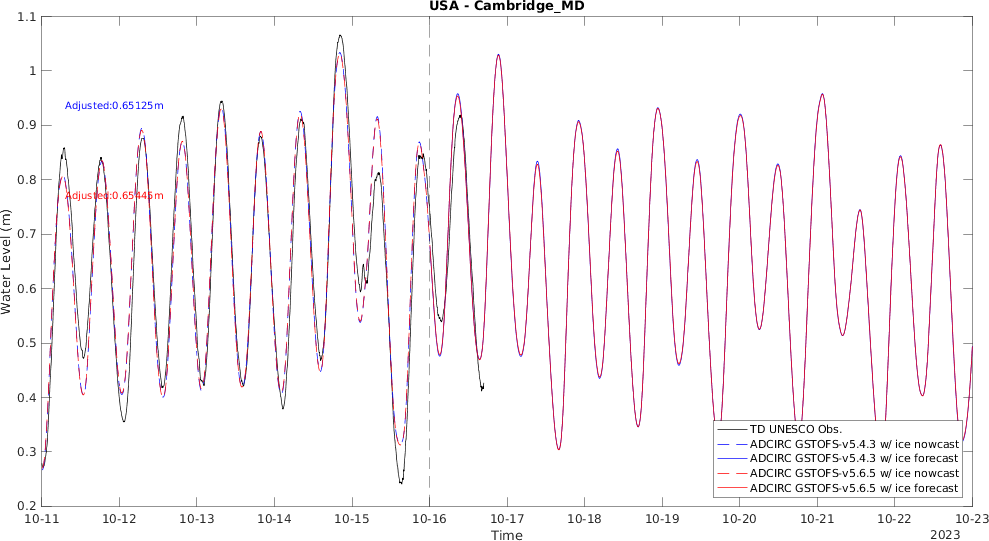 USA - Cambridge_MD
1.1
1
0.9
0.8
0.7
0.6
0.5
0.4
0.3
0.2
Water Level (m)
Adjusted:0.65125m
Adjusted:0.65445m
TD UNESCO Obs.
ADCIRC GSTOFS-v5.4.3 w/ ice nowcast
ADCIRC GSTOFS-v5.4.3 w/ ice forecast
ADCIRC GSTOFS-v5.6.5 w/ ice nowcast
ADCIRC GSTOFS-v5.6.5 w/ ice forecast
10-11 10-12 10-13 10-14 10-15 10-16 10-17 10-18 10-19 10-20 10-21 10-22 10-23
Time
2023